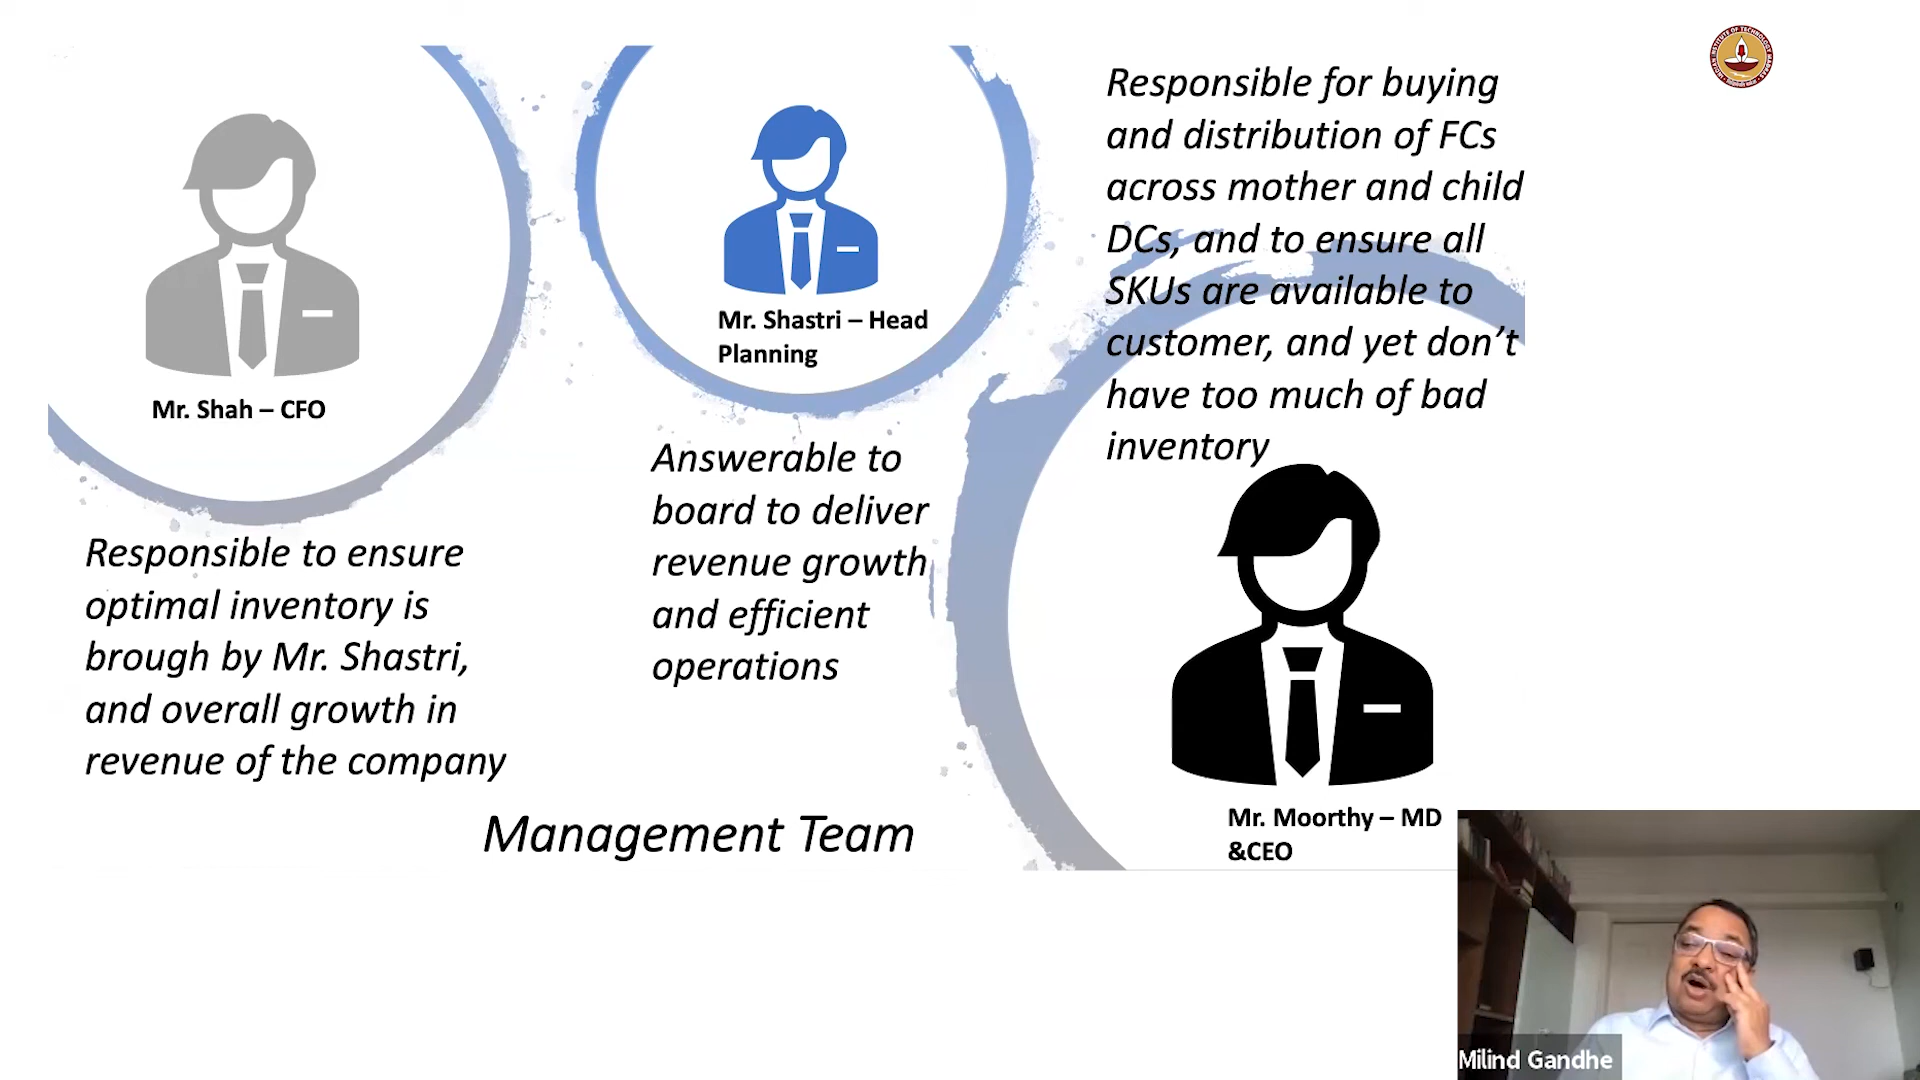 Mr. Shah – CFO
Responsible to ensure
optimal inventory is
brough by Mr. Shastri,
and overall growth in
revenue of the company
Mr. Shastri – Head
Planning
Answerable to
board to deliver
revenue growth
and efficient
operations
Responsible for buying
and distribution of FCs
across mother and child
DCs, and to ensure all
SKUs are available to
customer, and yet don’t
have too much of bad
inventory
Mr. Moorthy – MD
&CEO
Management Team
Milind Gandhe